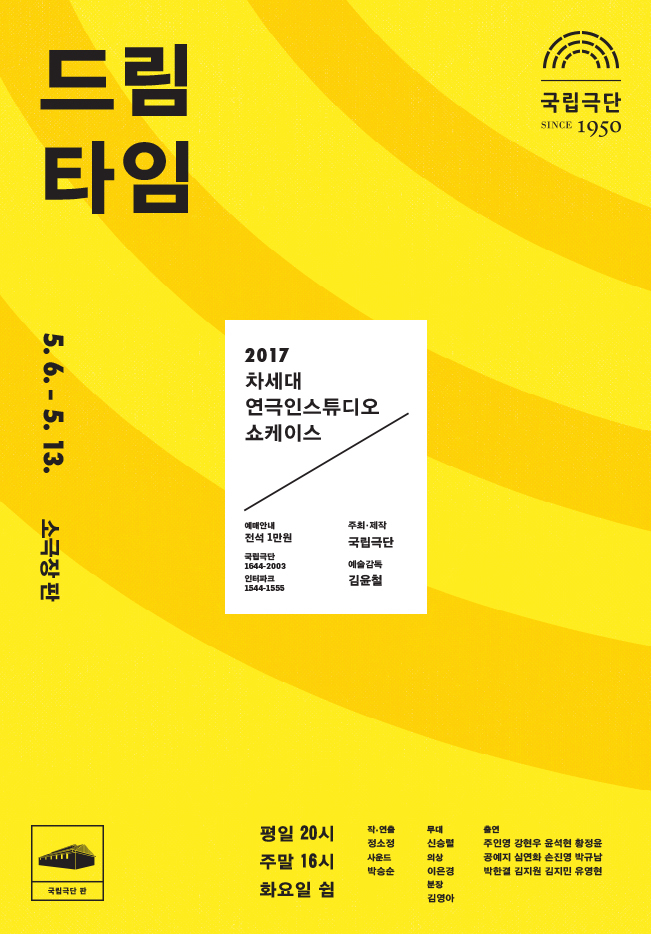 드림
타임
국립극단
SINCE 1950
5. 6. – 5. 13.
소극장 판
2017
차세대
연극인스튜디오
쇼케이스
예매안내
전석 1만원
국립극단
1644-2003
인터파크
1544-1555
주최·제작
국립극단
예술감독
김윤철
국립극단 판
평일 20시
주말 16시
화요일 쉼
작·연출
정소정
사운드
박승순
무대
신승렬
의상
이은경
분장
김영아
출연
주인영 강현우 윤석현 황정윤
공예지 심연화 손진영 박규남
박한결 김지원 김지민 유영현